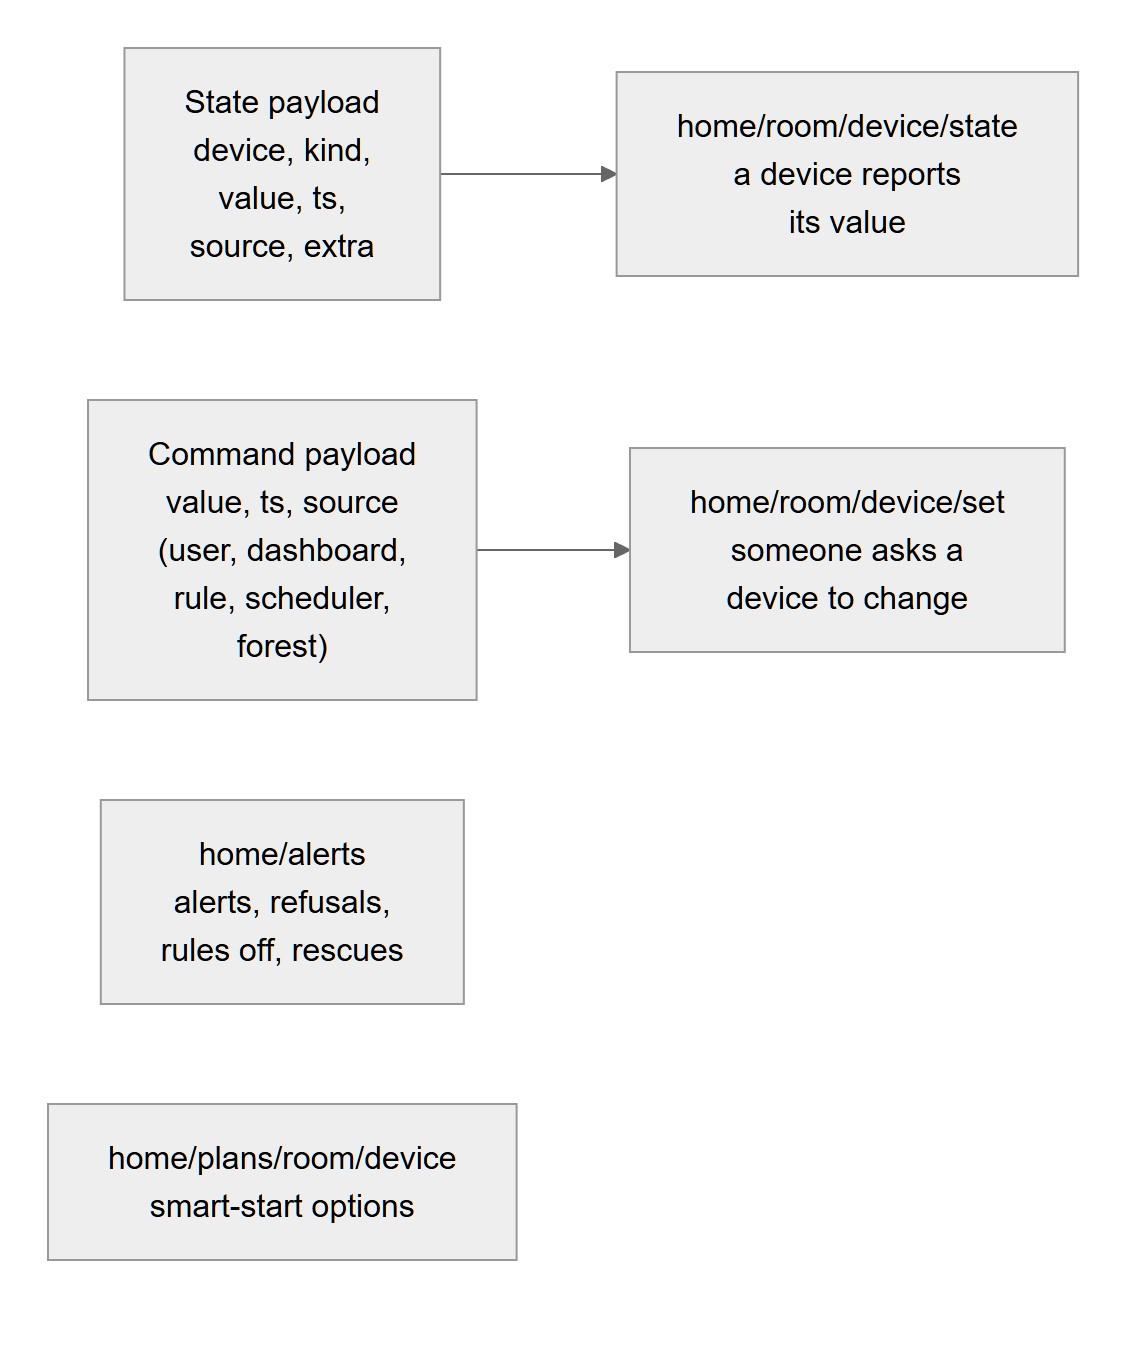 State payload
device, kind,
value, ts,
source, extra
home/room/device/state
a device reports
its value
Command payload
value, ts, source
(user, dashboard,
rule, scheduler,
forest)
home/room/device/set
someone asks a
device to change
home/alerts
alerts, refusals,
rules off, rescues
home/plans/room/device
smart-start options